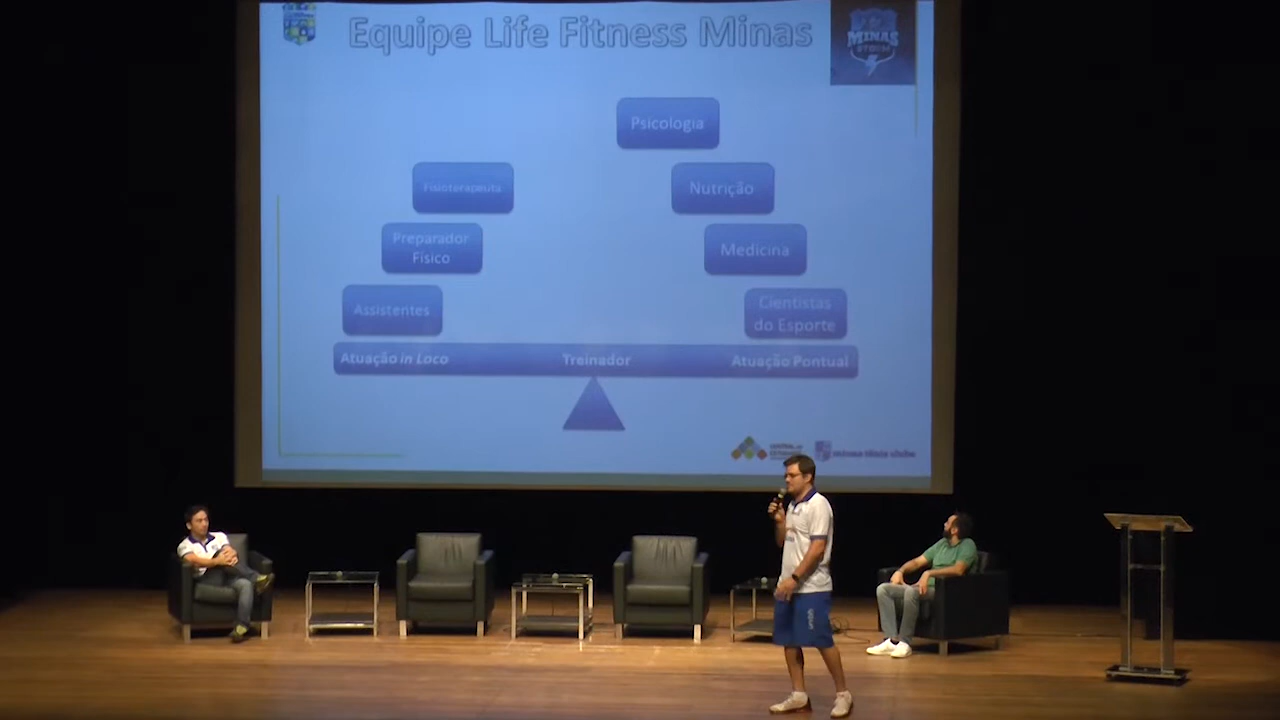 Equipe Life Fitness Minas
MINAS
STORM
Psicologia
Fisioterapeuta
Nutrição
Preparador
Físico
Medicina
Assistentes
Cientistas
do Esporte
Atuação in Loco
Treinador
Atuação Pontual